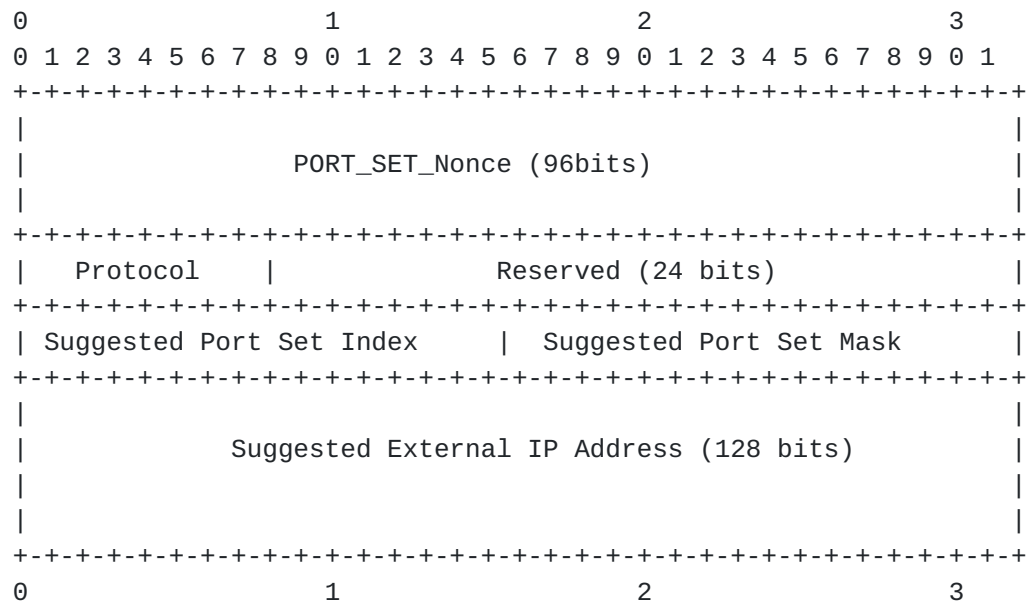 0                   1                   2                   3
0 1 2 3 4 5 6 7 8 9 0 1 2 3 4 5 6 7 8 9 0 1 2 3 4 5 6 7 8 9 0 1
+-+-+-+-+-+-+-+-+-+-+-+-+-+-+-+-+-+-+-+-+-+-+-+-+-+-+-+-+-+-+-+-+
|                                                               |
|                 PORT_SET_Nonce (96bits)                       |
|                                                               |
+-+-+-+-+-+-+-+-+-+-+-+-+-+-+-+-+-+-+-+-+-+-+-+-+-+-+-+-+-+-+-+-+
|   Protocol    |              Reserved (24 bits)               |
+-+-+-+-+-+-+-+-+-+-+-+-+-+-+-+-+-+-+-+-+-+-+-+-+-+-+-+-+-+-+-+-+
| Suggested Port Set Index     |  Suggested Port Set Mask       |
+-+-+-+-+-+-+-+-+-+-+-+-+-+-+-+-+-+-+-+-+-+-+-+-+-+-+-+-+-+-+-+-+
|                                                               |
|             Suggested External IP Address (128 bits)          |
|                                                               |
|                                                               |
+-+-+-+-+-+-+-+-+-+-+-+-+-+-+-+-+-+-+-+-+-+-+-+-+-+-+-+-+-+-+-+-+
0                   1                   2                   3